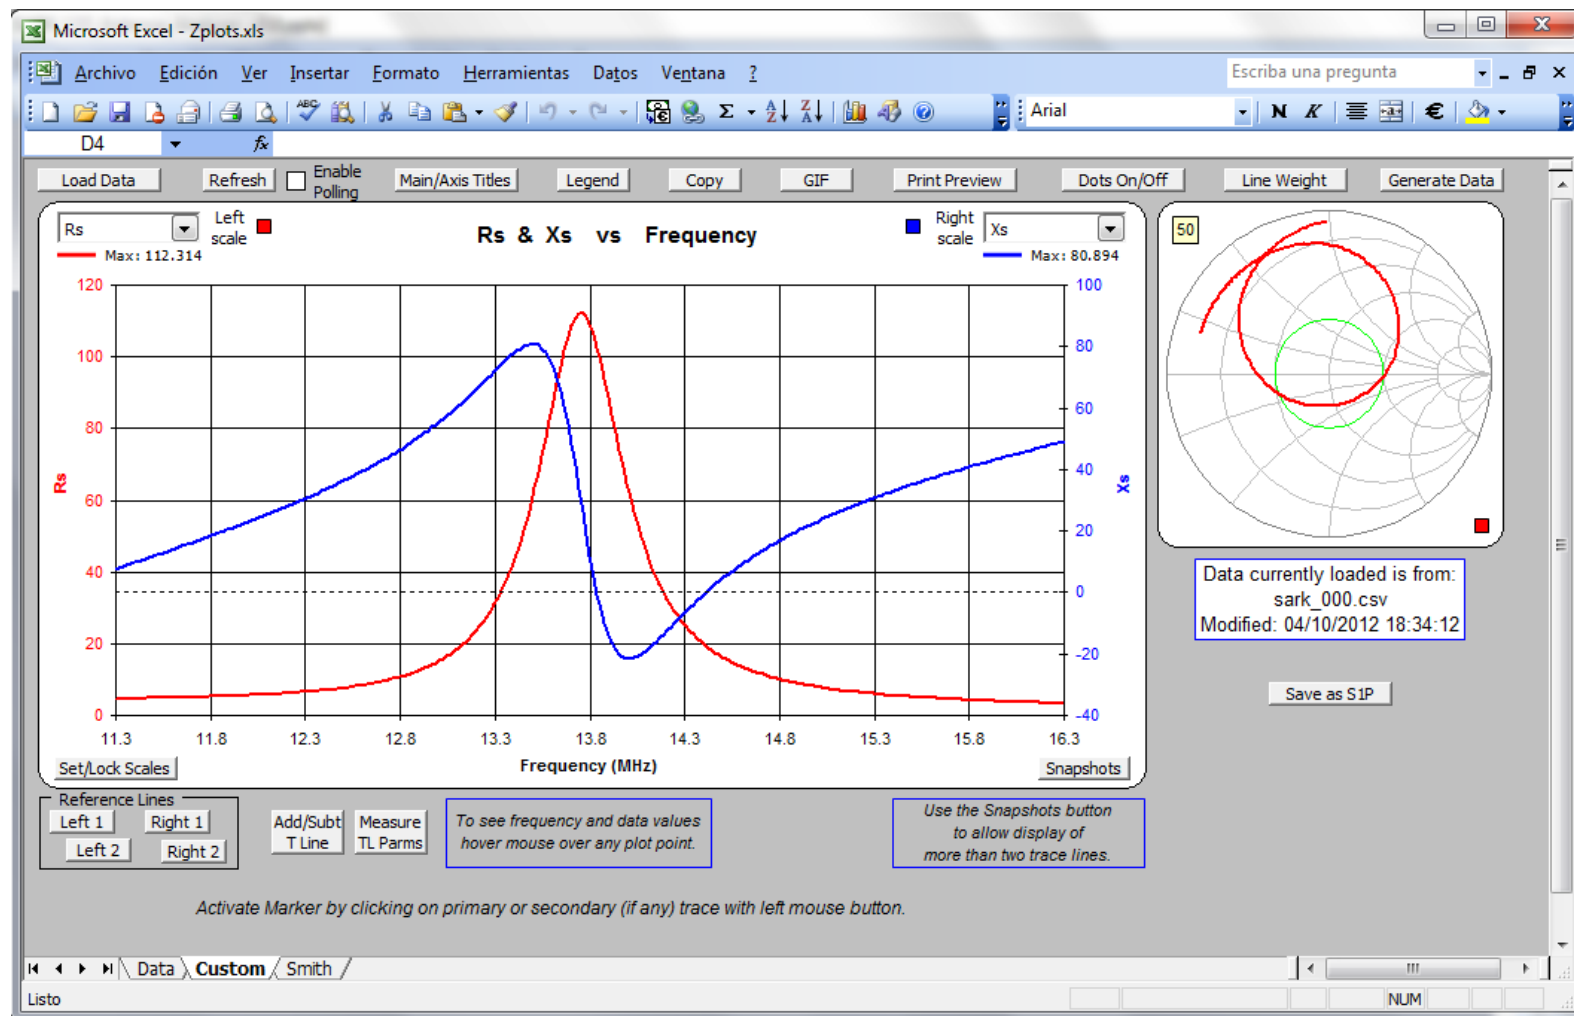 Microsoft Excel - Zplots.xls
Archivo Edición Ver Insertar Formato Herramientas Datos Ventana ? Escriba una pregunta
Arial N K €
D4 fx
Load Data Refresh Enable Polling Main/Axis Titles Legend Copy GIF Print Preview Dots On/Off Line Weight Generate Data
Rs Left scale Rs & Xs vs Frequency Right scale Xs 50
Max: 112.314 Max: 80.894
120 100
100 80
80 60
60 40
40 20
20 0
0 -20
-40
Rs
Xs
11.3 11.8 12.3 12.8 13.3 13.8 14.3 14.8 15.3 15.8 16.3
Set/Lock Scales Frequency (MHz) Snapshots
Data currently loaded is from:
sark_000.csv
Modified: 04/10/2012 18:34:12
Save as S1P
Reference Lines
Left 1 Right 1
Left 2 Right 2
Add/Subt
T Line
Measure
TL Parms
To see frequency and data values
hover mouse over any plot point.
Use the Snapshots button
to allow display of
more than two trace lines.
Activate Marker by clicking on primary or secondary (if any) trace with left mouse button.
Data Custom Smith
Listo NUM